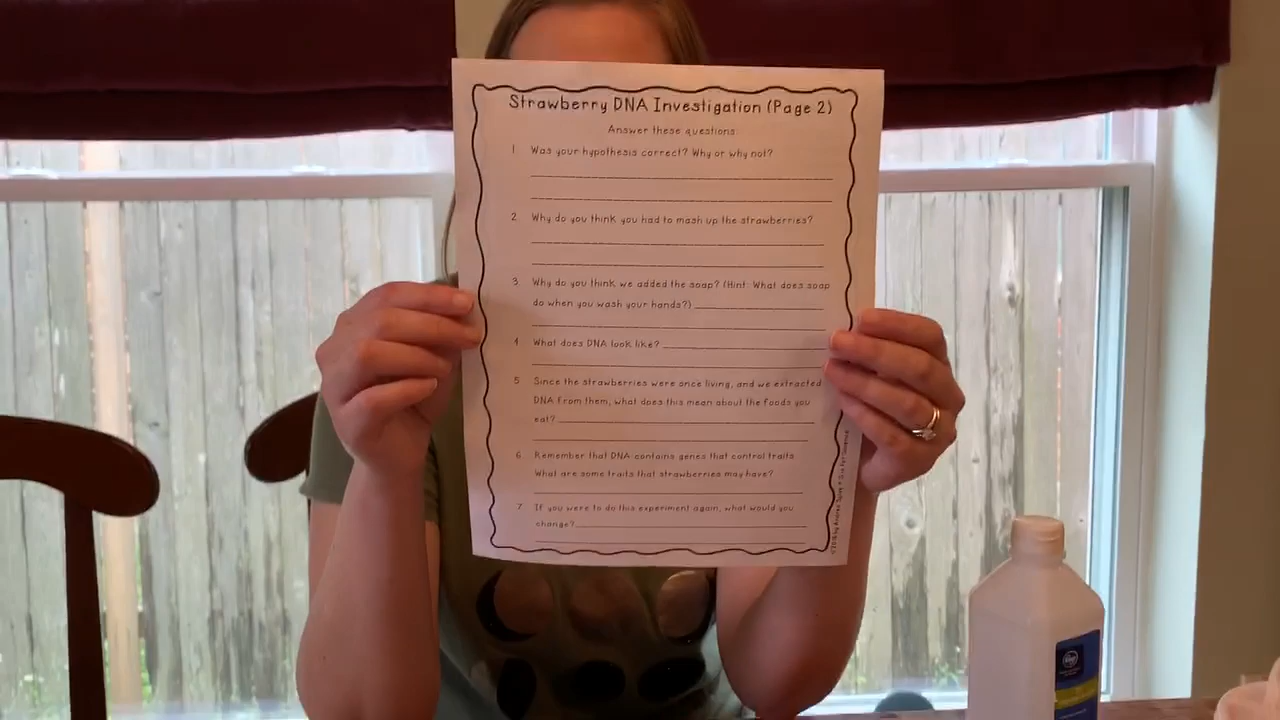 Strawberry DNA Investigation (Page 2)
Answer these questions:
1 Was your hypothesis correct? Why or why not?
2. Why do you think you had to mash up the strawberries?
3. Why do you think we added the soap? (Hint: What does soap
do when you wash your hands?)
4 What does DNA look like?
5 Since the strawberries were once living, and we extracted
DNA from them, what does this mean about the foods you
eat?
6. Remember that DNA contains genes that control traits.
What are some traits that strawberries may have?
7 If you were to do this experiment again, what would you
change?